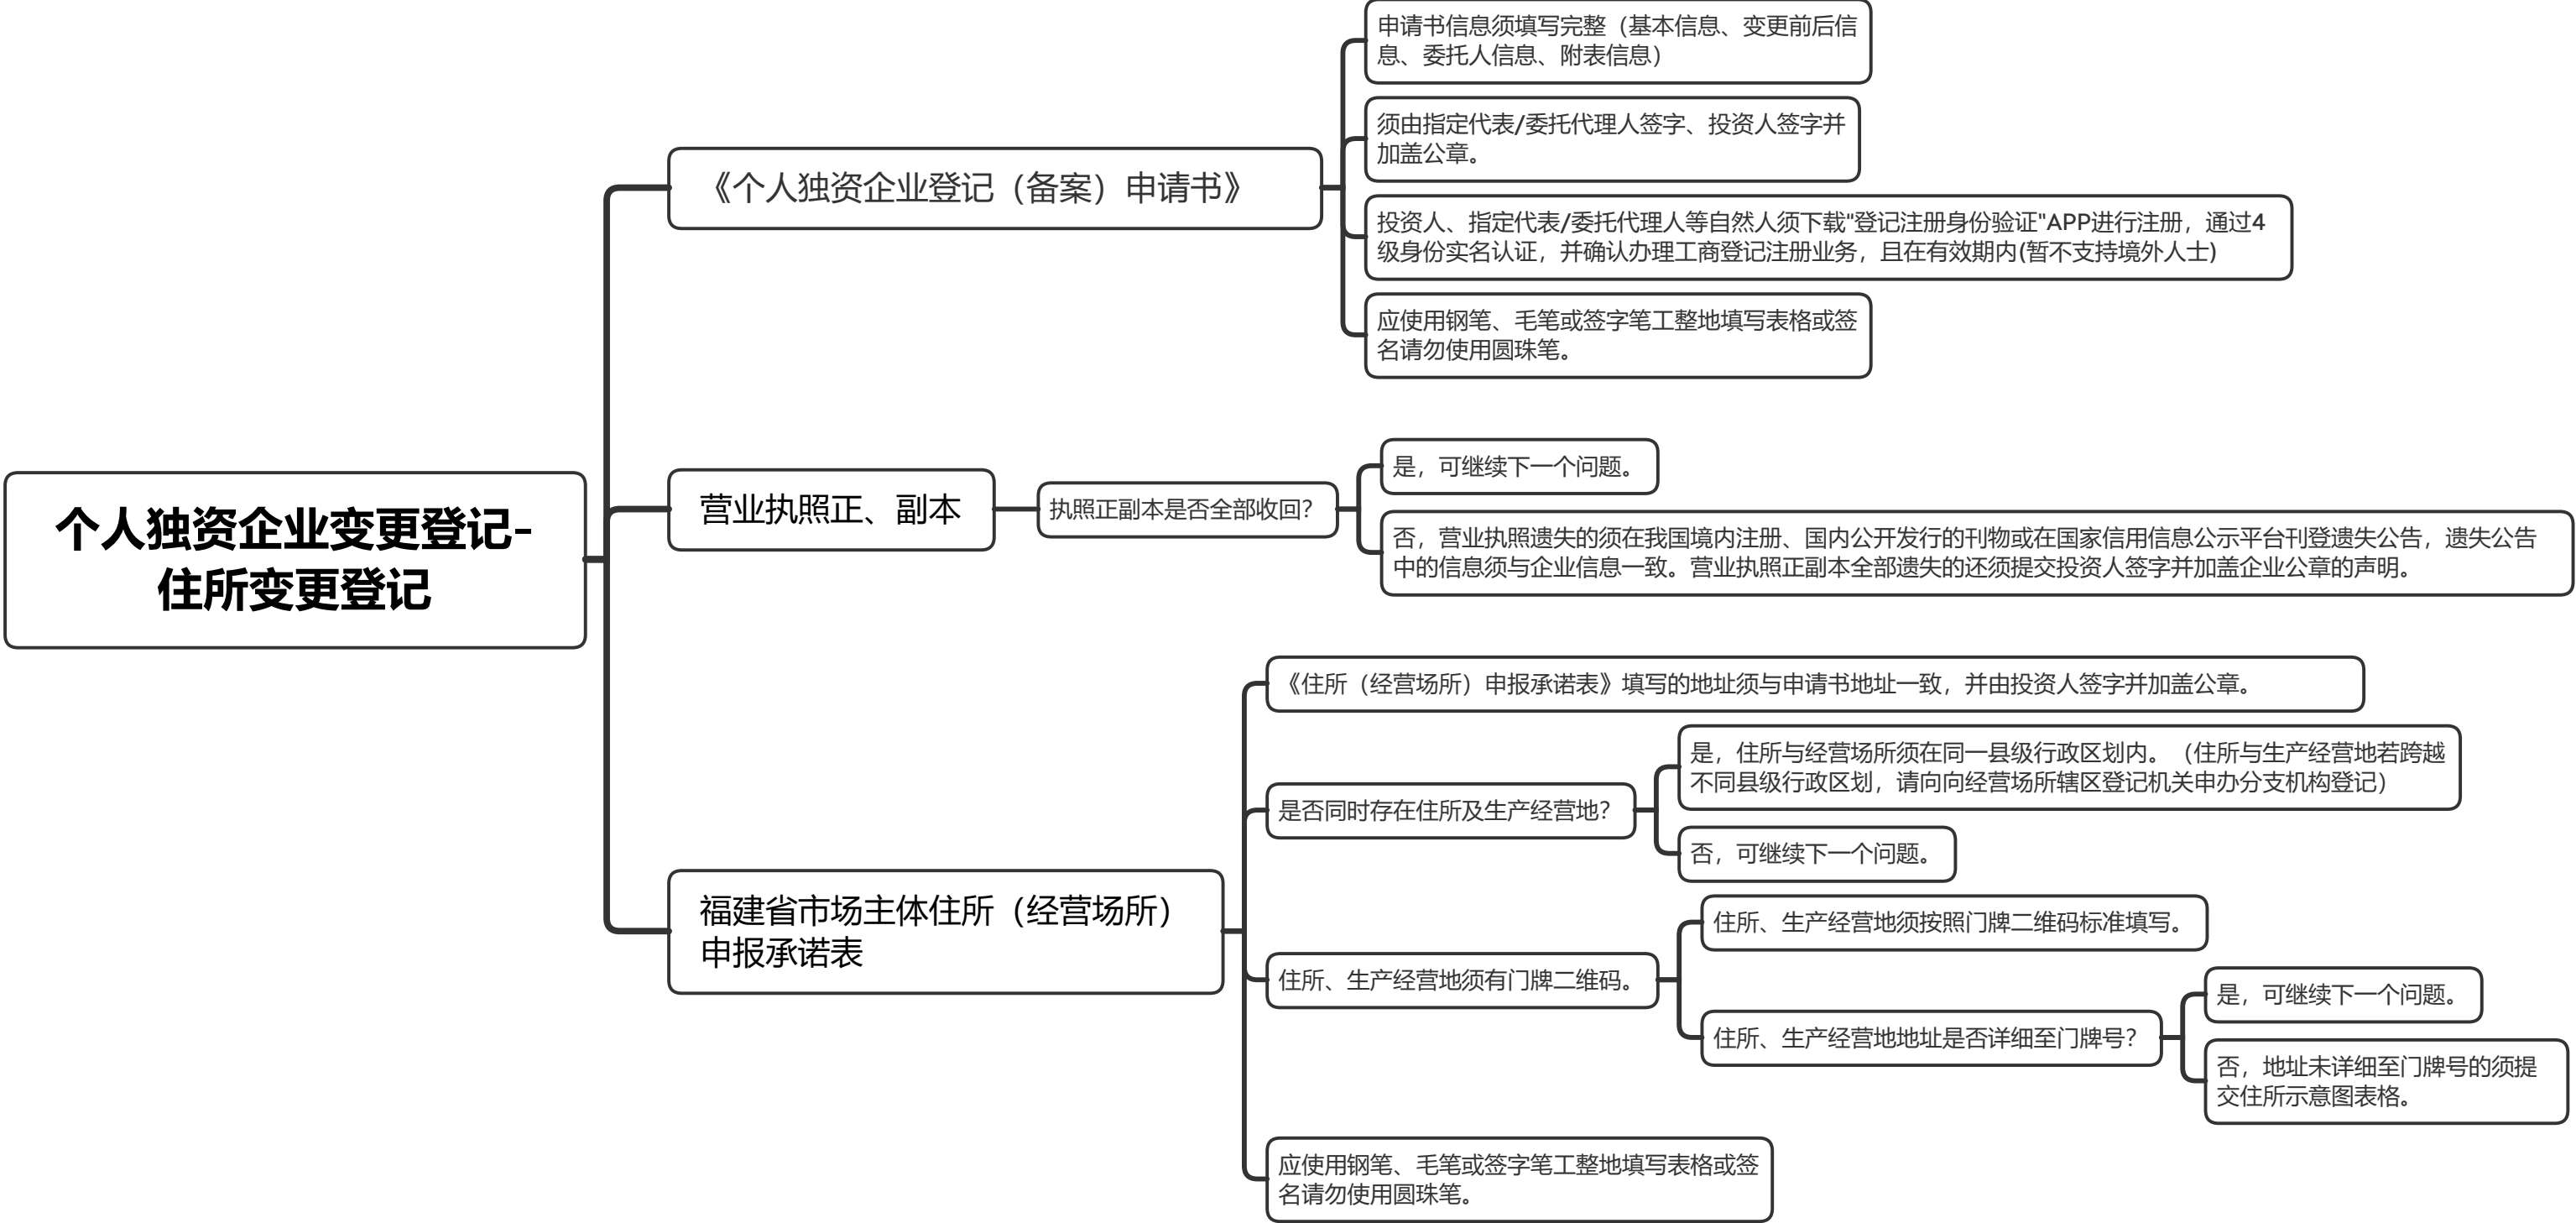 个人独资企业变更登记-
住所变更登记
《个人独资企业登记（备案）申请书》
申请书信息须填写完整（基本信息、变更前后信
息、委托人信息、附表信息）
须由指定代表/委托代理人签字、投资人签字并
加盖公章。
投资人、指定代表/委托代理人等自然人须下载"登记注册身份验证"APP进行注册，通过4
级身份实名认证，并确认办理工商登记注册业务，且在有效期内(暂不支持境外人士)
应使用钢笔、毛笔或签字笔工整地填写表格或签
名请勿使用圆珠笔。
营业执照正、副本
执照正副本是否全部收回？
是，可继续下一个问题。
否，营业执照遗失的须在我国境内注册、国内公开发行的刊物或在国家信用信息公示平台刊登遗失公告，遗失公告
中的信息须与企业信息一致。营业执照正副本全部遗失的还须提交投资人签字并加盖企业公章的声明。
福建省市场主体住所（经营场所）
申报承诺表
《住所（经营场所）申报承诺表》填写的地址须与申请书地址一致，并由投资人签字并加盖公章。
是否同时存在住所及生产经营地？
是，住所与经营场所须在同一县级行政区划内。（住所与生产经营地若跨越
不同县级行政区划，请向向经营场所辖区登记机关申办分支机构登记）
否，可继续下一个问题。
住所、生产经营地须有门牌二维码。
住所、生产经营地须按照门牌二维码标准填写。
住所、生产经营地地址是否详细至门牌号？
是，可继续下一个问题。
否，地址未详细至门牌号的须提
交住所示意图表格。
应使用钢笔、毛笔或签字笔工整地填写表格或签
名请勿使用圆珠笔。